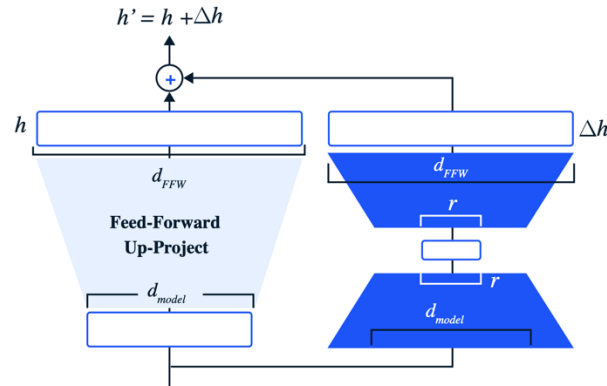 h' = h + Δh
+
h
Δh
d_FFW
d_FFW
Feed-Forward
Up-Project
r
r
d_model
d_model